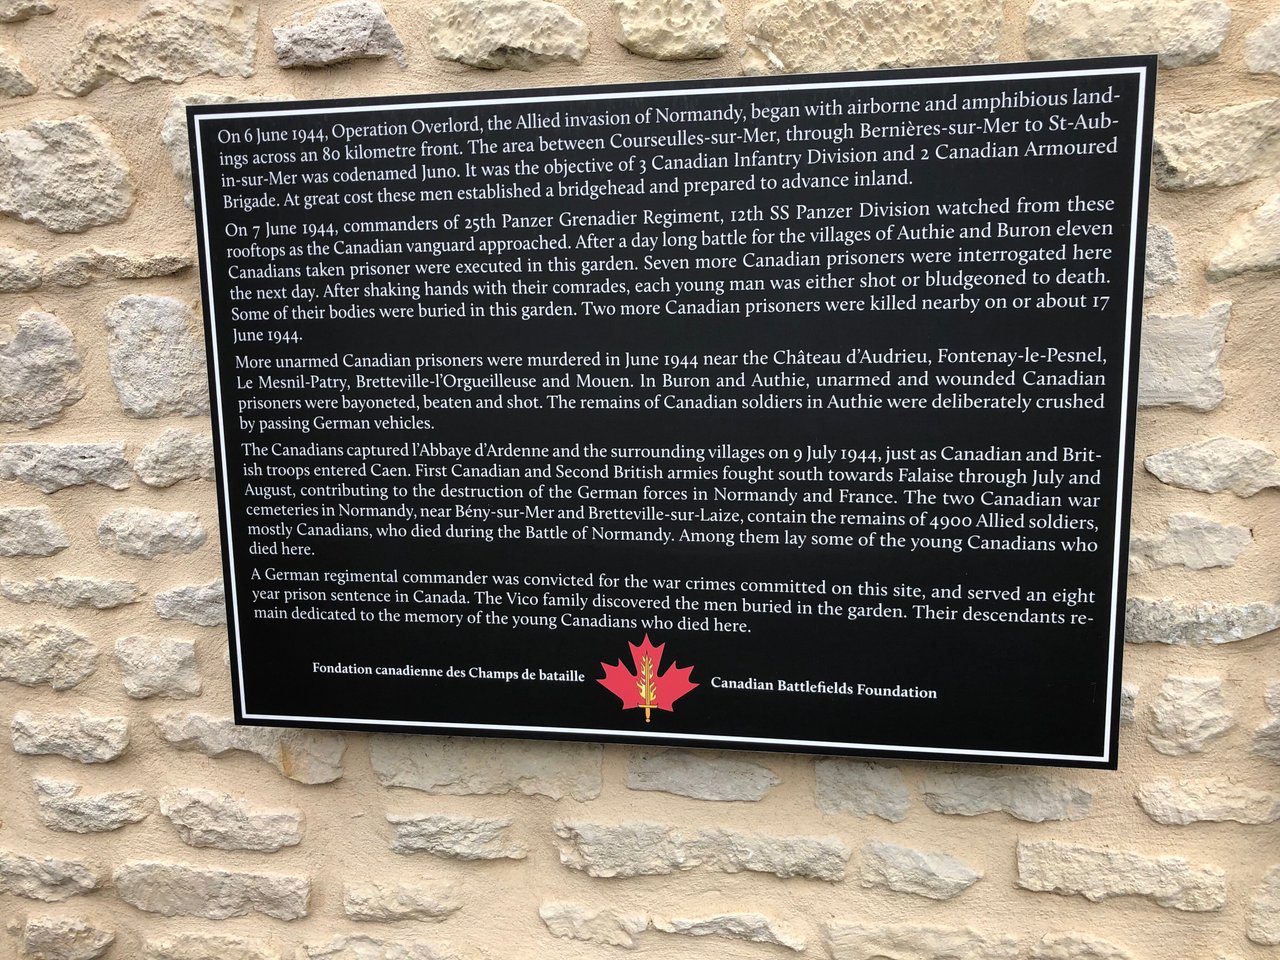 On 6 June 1944, Operation Overlord, the Allied invasion of Normandy, began with airborne and amphibious land-
ings across an 80 kilometre front. The area between Courseulles-sur-Mer, through Bernières-sur-Mer to St-Aub-
in-sur-Mer was codenamed Juno. It was the objective of 3 Canadian Infantry Division and 2 Canadian Armoured
Brigade. At great cost these men established a bridgehead and prepared to advance inland.
On 7 June 1944, commanders of 25th Panzer Grenadier Regiment, 12th SS Panzer Division watched from these
rooftops as the Canadian vanguard approached. After a day long battle for the villages of Authie and Buron eleven
Canadians taken prisoner were executed in this garden. Seven more Canadian prisoners were interrogated here
the next day. After shaking hands with their comrades, each young man was either shot or bludgeoned to death.
Some of their bodies were buried in this garden. Two more Canadian prisoners were killed nearby on or about 17
June 1944.
More unarmed Canadian prisoners were murdered in June 1944 near the Château d'Audrieu, Fontenay-le-Pesnel,
Le Mesnil-Patry, Bretteville-l'Orgueilleuse and Mouen. In Buron and Authie, unarmed and wounded Canadian
prisoners were bayoneted, beaten and shot. The remains of Canadian soldiers in Authie were deliberately crushed
by passing German vehicles.
The Canadians captured l'Abbaye d'Ardenne and the surrounding villages on 9 July 1944, just as Canadian and Brit-
ish troops entered Caen. First Canadian and Second British armies fought south towards Falaise through July and
August, contributing to the destruction of the German forces in Normandy and France. The two Canadian war
cemeteries in Normandy, near Bény-sur-Mer and Bretteville-sur-Laize, contain the remains of 4900 Allied soldiers,
mostly Canadians, who died during the Battle of Normandy. Among them lay some of the young Canadians who
died here.
A German regimental commander was convicted for the war crimes committed on this site, and served an eight
year prison sentence in Canada. The Vico family discovered the men buried in the garden. Their descendants re-
main dedicated to the memory of the young Canadians who died here.
Fondation canadienne des Champs de bataille
Canadian Battlefields Foundation